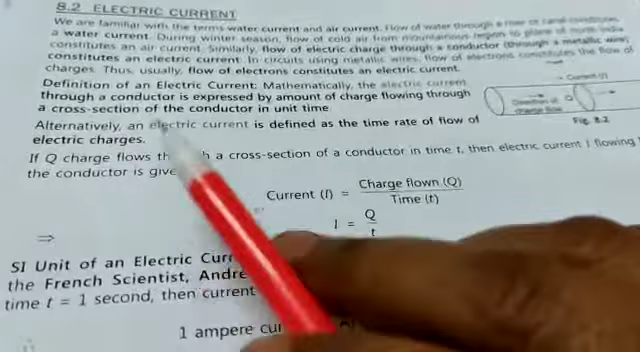 8.2 ELECTRIC CURRENT
We are familiar with the terms water current and air current. Flow of water through a river or canal constitutes
a water current. During winter season, flow of cold air from mountainous region to plains of north India
constitutes an air current. Similarly, flow of electric charge through a conductor (through a metallic wire)
constitutes an electric current. In circuits using metallic wires, flow of electrons constitutes the flow of
charges. Thus, usually, flow of electrons constitutes an electric current.
Definition of an Electric Current: Mathematically, the electric current
through a conductor is expressed by amount of charge flowing through
a cross-section of the conductor in unit time.
Current (I)
Direction of
charge flow
Q
Fig. 8.2
Alternatively, an electric current is defined as the time rate of flow of
electric charges.
If Q charge flows th h a cross-section of a conductor in time t, then electric current I flowing
the conductor is give
Current (I) = Charge flown (Q) / Time (t)
⇒ I = Q / t
SI Unit of an Electric Curr
the French Scientist, Andre
time t = 1 second, then current
1 ampere cur